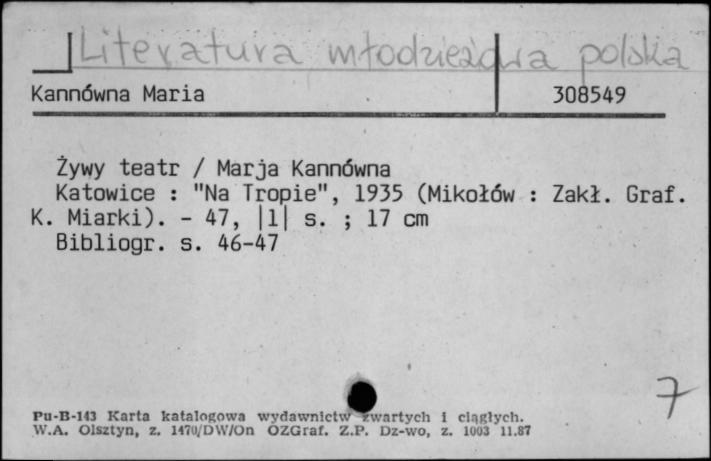 Literatura młodzieżowa polska
Kannówna Maria 308549
Żywy teatr / Marja Kannówna
Katowice : "Na Tropie", 1935 (Mikołów : Zakł. Graf.
K. Miarki). - 47, |1| s. ; 17 cm
Bibliogr. s. 46-47
7
Pu-B-143 Karta katalogowa wydawnictw zwartych i ciągłych.
W.A. Olsztyn, z. 1470/DW/On OZGraf. Z.P. Dz-wo, z. 1003 11.87